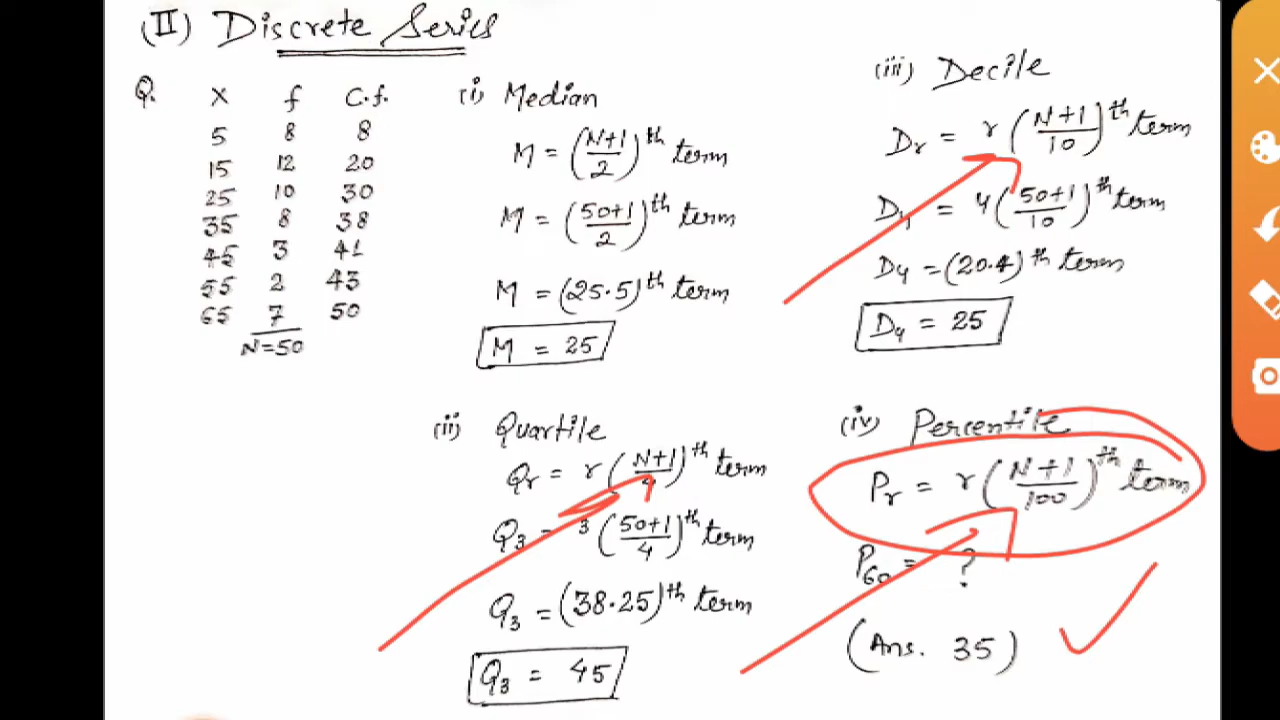 (II) Discrete Series
Q. X f C.f.
5 8 8
15 12 20
25 10 30
35 8 38
45 3 41
55 2 43
65 7 50
N=50
(i) Median
M = (N+1/2)th term
M = (50+1/2)th term
M = (25.5)th term
M = 25
(ii) Quartile
Qr = r(N+1/4)th term
Q3 = 3(50+1/4)th term
Q3 = (38.25)th term
Q3 = 45
(iii) Decile
Dr = r(N+1/10)th term
D4 = 4(50+1/10)th term
D4 = (20.4)th term
D4 = 25
(iv) Percentile
Pr = r(N+1/100)th term
P60 = ?
(Ans. 35)